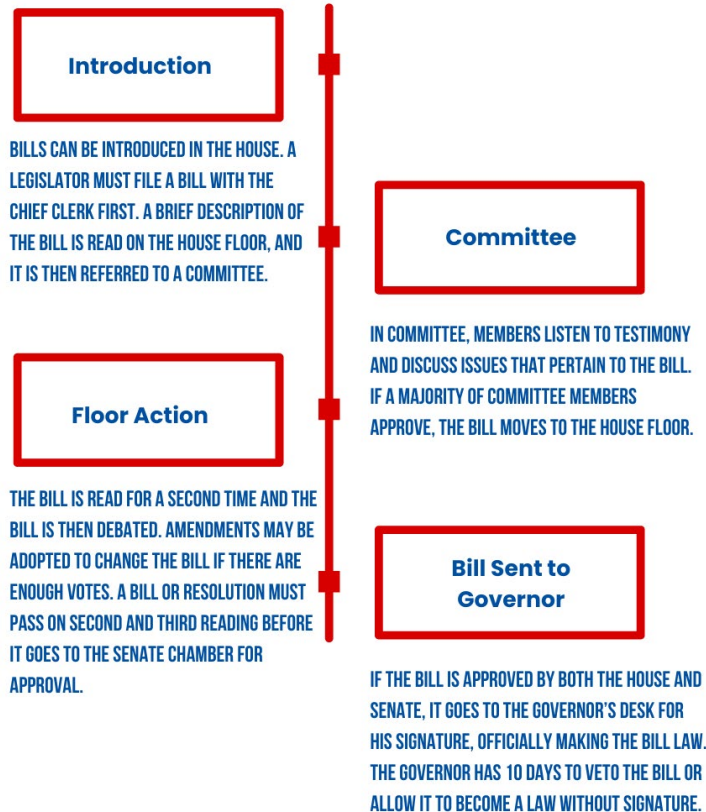 Introduction
BILLS CAN BE INTRODUCED IN THE HOUSE. A
LEGISLATOR MUST FILE A BILL WITH THE
CHIEF CLERK FIRST. A BRIEF DESCRIPTION OF
THE BILL IS READ ON THE HOUSE FLOOR, AND
IT IS THEN REFERRED TO A COMMITTEE.
Committee
IN COMMITTEE, MEMBERS LISTEN TO TESTIMONY
AND DISCUSS ISSUES THAT PERTAIN TO THE BILL.
IF A MAJORITY OF COMMITTEE MEMBERS
APPROVE, THE BILL MOVES TO THE HOUSE FLOOR.
Floor Action
THE BILL IS READ FOR A SECOND TIME AND THE
BILL IS THEN DEBATED. AMENDMENTS MAY BE
ADOPTED TO CHANGE THE BILL IF THERE ARE
ENOUGH VOTES. A BILL OR RESOLUTION MUST
PASS ON SECOND AND THIRD READING BEFORE
IT GOES TO THE SENATE CHAMBER FOR
APPROVAL.
Bill Sent to
Governor
IF THE BILL IS APPROVED BY BOTH THE HOUSE AND
SENATE, IT GOES TO THE GOVERNOR'S DESK FOR
HIS SIGNATURE, OFFICIALLY MAKING THE BILL LAW.
THE GOVERNOR HAS 10 DAYS TO VETO THE BILL OR
ALLOW IT TO BECOME A LAW WITHOUT SIGNATURE.